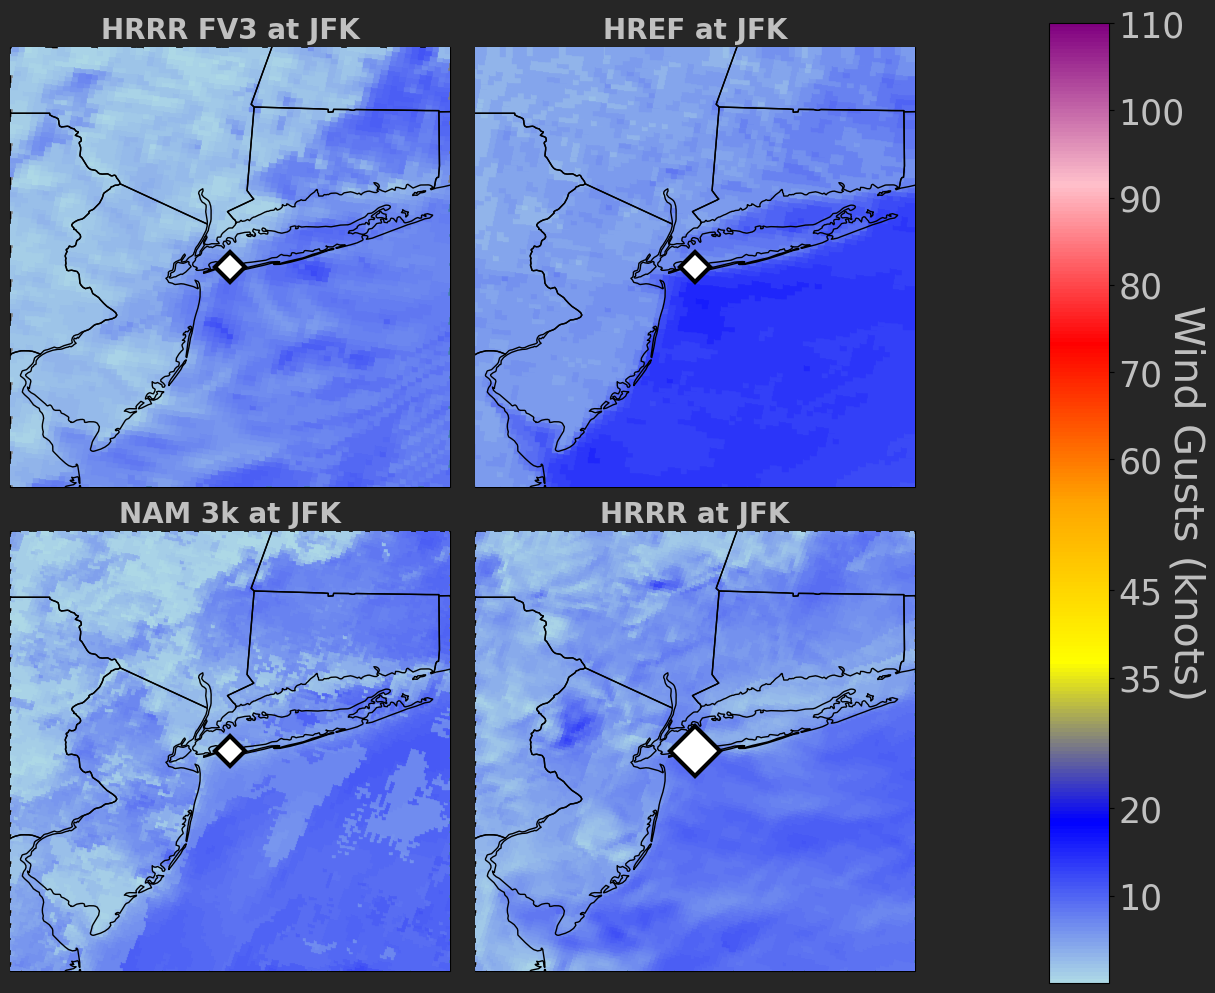 HRRR FV3 at JFK
HREF at JFK
NAM 3k at JFK
HRRR at JFK
110
100
90
80
70
60
45
35
20
10
Wind Gusts (knots)